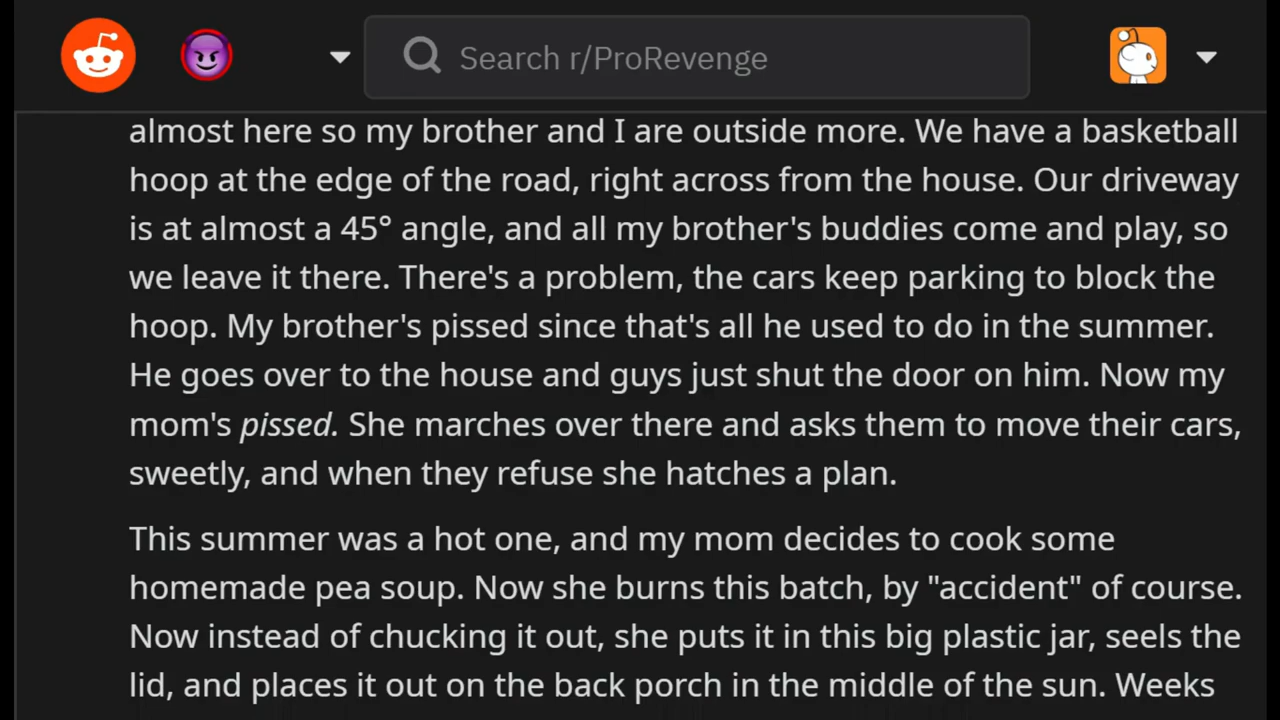 Search r/ProRevenge
almost here so my brother and I are outside more. We have a basketball
hoop at the edge of the road, right across from the house. Our driveway
is at almost a 45° angle, and all my brother's buddies come and play, so
we leave it there. There's a problem, the cars keep parking to block the
hoop. My brother's pissed since that's all he used to do in the summer.
He goes over to the house and guys just shut the door on him. Now my
mom's pissed. She marches over there and asks them to move their cars,
sweetly, and when they refuse she hatches a plan.
This summer was a hot one, and my mom decides to cook some
homemade pea soup. Now she burns this batch, by "accident" of course.
Now instead of chucking it out, she puts it in this big plastic jar, seels the
lid, and places it out on the back porch in the middle of the sun. Weeks